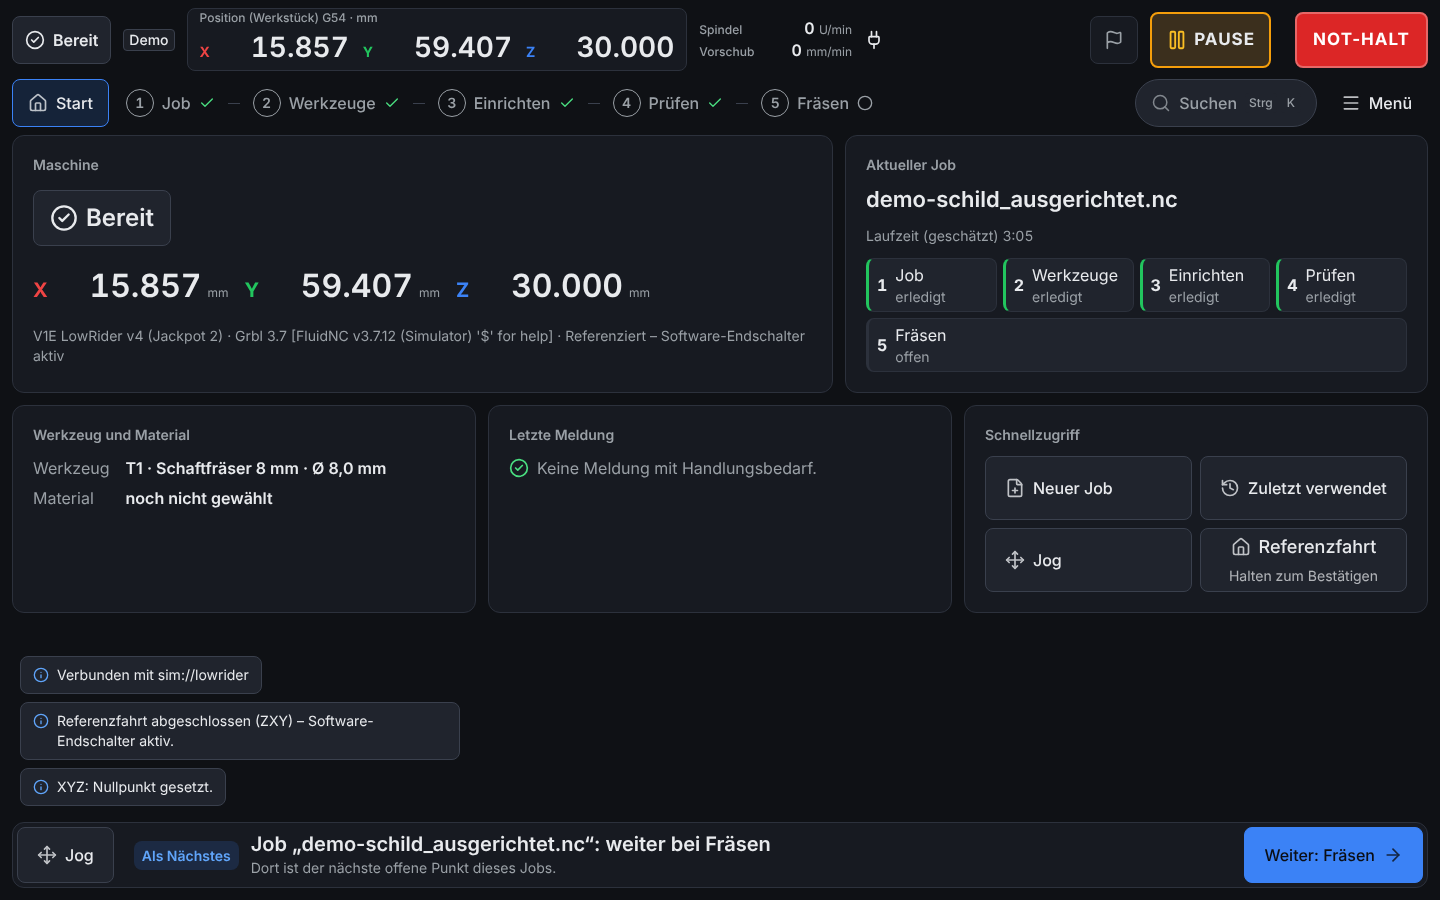 Bereit
Demo
Position (Werkstück) G54 · mm
X 15.857 Y 59.407 Z 30.000
Spindel 0 U/min
Vorschub 0 mm/min
PAUSE
NOT-HALT
Start
1 Job
2 Werkzeuge
3 Einrichten
4 Prüfen
5 Fräsen
Suchen Strg K
Menü
Maschine
Bereit
X 15.857 mm Y 59.407 mm Z 30.000 mm
V1E LowRider v4 (Jackpot 2) · Grbl 3.7 [FluidNC v3.7.12 (Simulator) '$' for help] · Referenziert – Software-Endschalter
aktiv
Aktueller Job
demo-schild_ausgerichtet.nc
Laufzeit (geschätzt) 3:05
1 Job
erledigt
2 Werkzeuge
erledigt
3 Einrichten
erledigt
4 Prüfen
erledigt
5 Fräsen
offen
Werkzeug und Material
Werkzeug T1 · Schaftfräser 8 mm · Ø 8,0 mm
Material noch nicht gewählt
Letzte Meldung
Keine Meldung mit Handlungsbedarf.
Schnellzugriff
Neuer Job
Zuletzt verwendet
Jog
Referenzfahrt
Halten zum Bestätigen
Verbunden mit sim://lowrider
Referenzfahrt abgeschlossen (ZXY) – Software-
Endschalter aktiv.
XYZ: Nullpunkt gesetzt.
Jog
Als Nächstes
Job „demo-schild_ausgerichtet.nc“: weiter bei Fräsen
Dort ist der nächste offene Punkt dieses Jobs.
Weiter: Fräsen